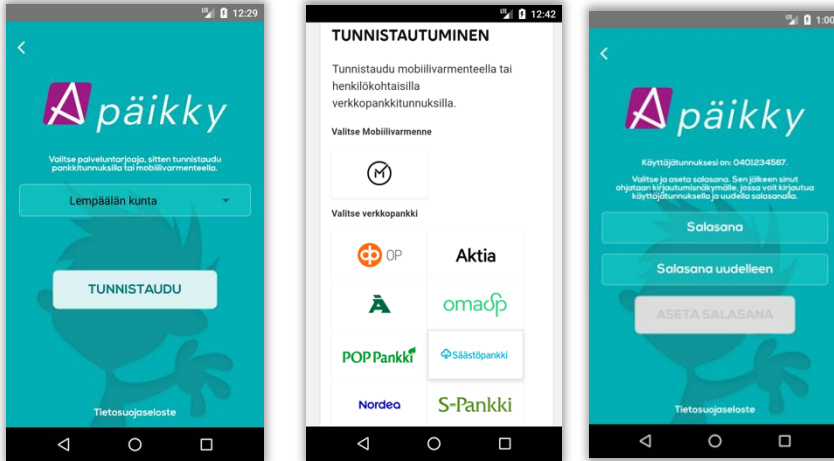 12:29
päikky
Valitse palveluntarjoaja, sitten tunnistaudu
pankkitunnuksilla tai mobiilivarmenteella.
Lempäälän kunta
TUNNISTAUDU
Tietosuojaseloste
12:42
TUNNISTAUTUMINEN
Tunnistaudu mobiilivarmenteella tai
henkilökohtaisilla
verkkopankkitunnuksilla.
Valitse Mobiilivarmenne
Valitse verkkopankki
OP
Aktia
omasp
POP Pankki
Säästöpankki
Nordea
S-Pankki
1:00
päikky
Käyttäjätunnuksesi on: 0401234567.
Valitse ja aseta salasana. Sen jälkeen sinut
ohjataan kirjautumisnäkymälle, jossa voit kirjautua
käyttäjätunnuksella ja uudella salasanalla.
Salasana
Salasana uudelleen
ASETA SALASANA
Tietosuojaseloste